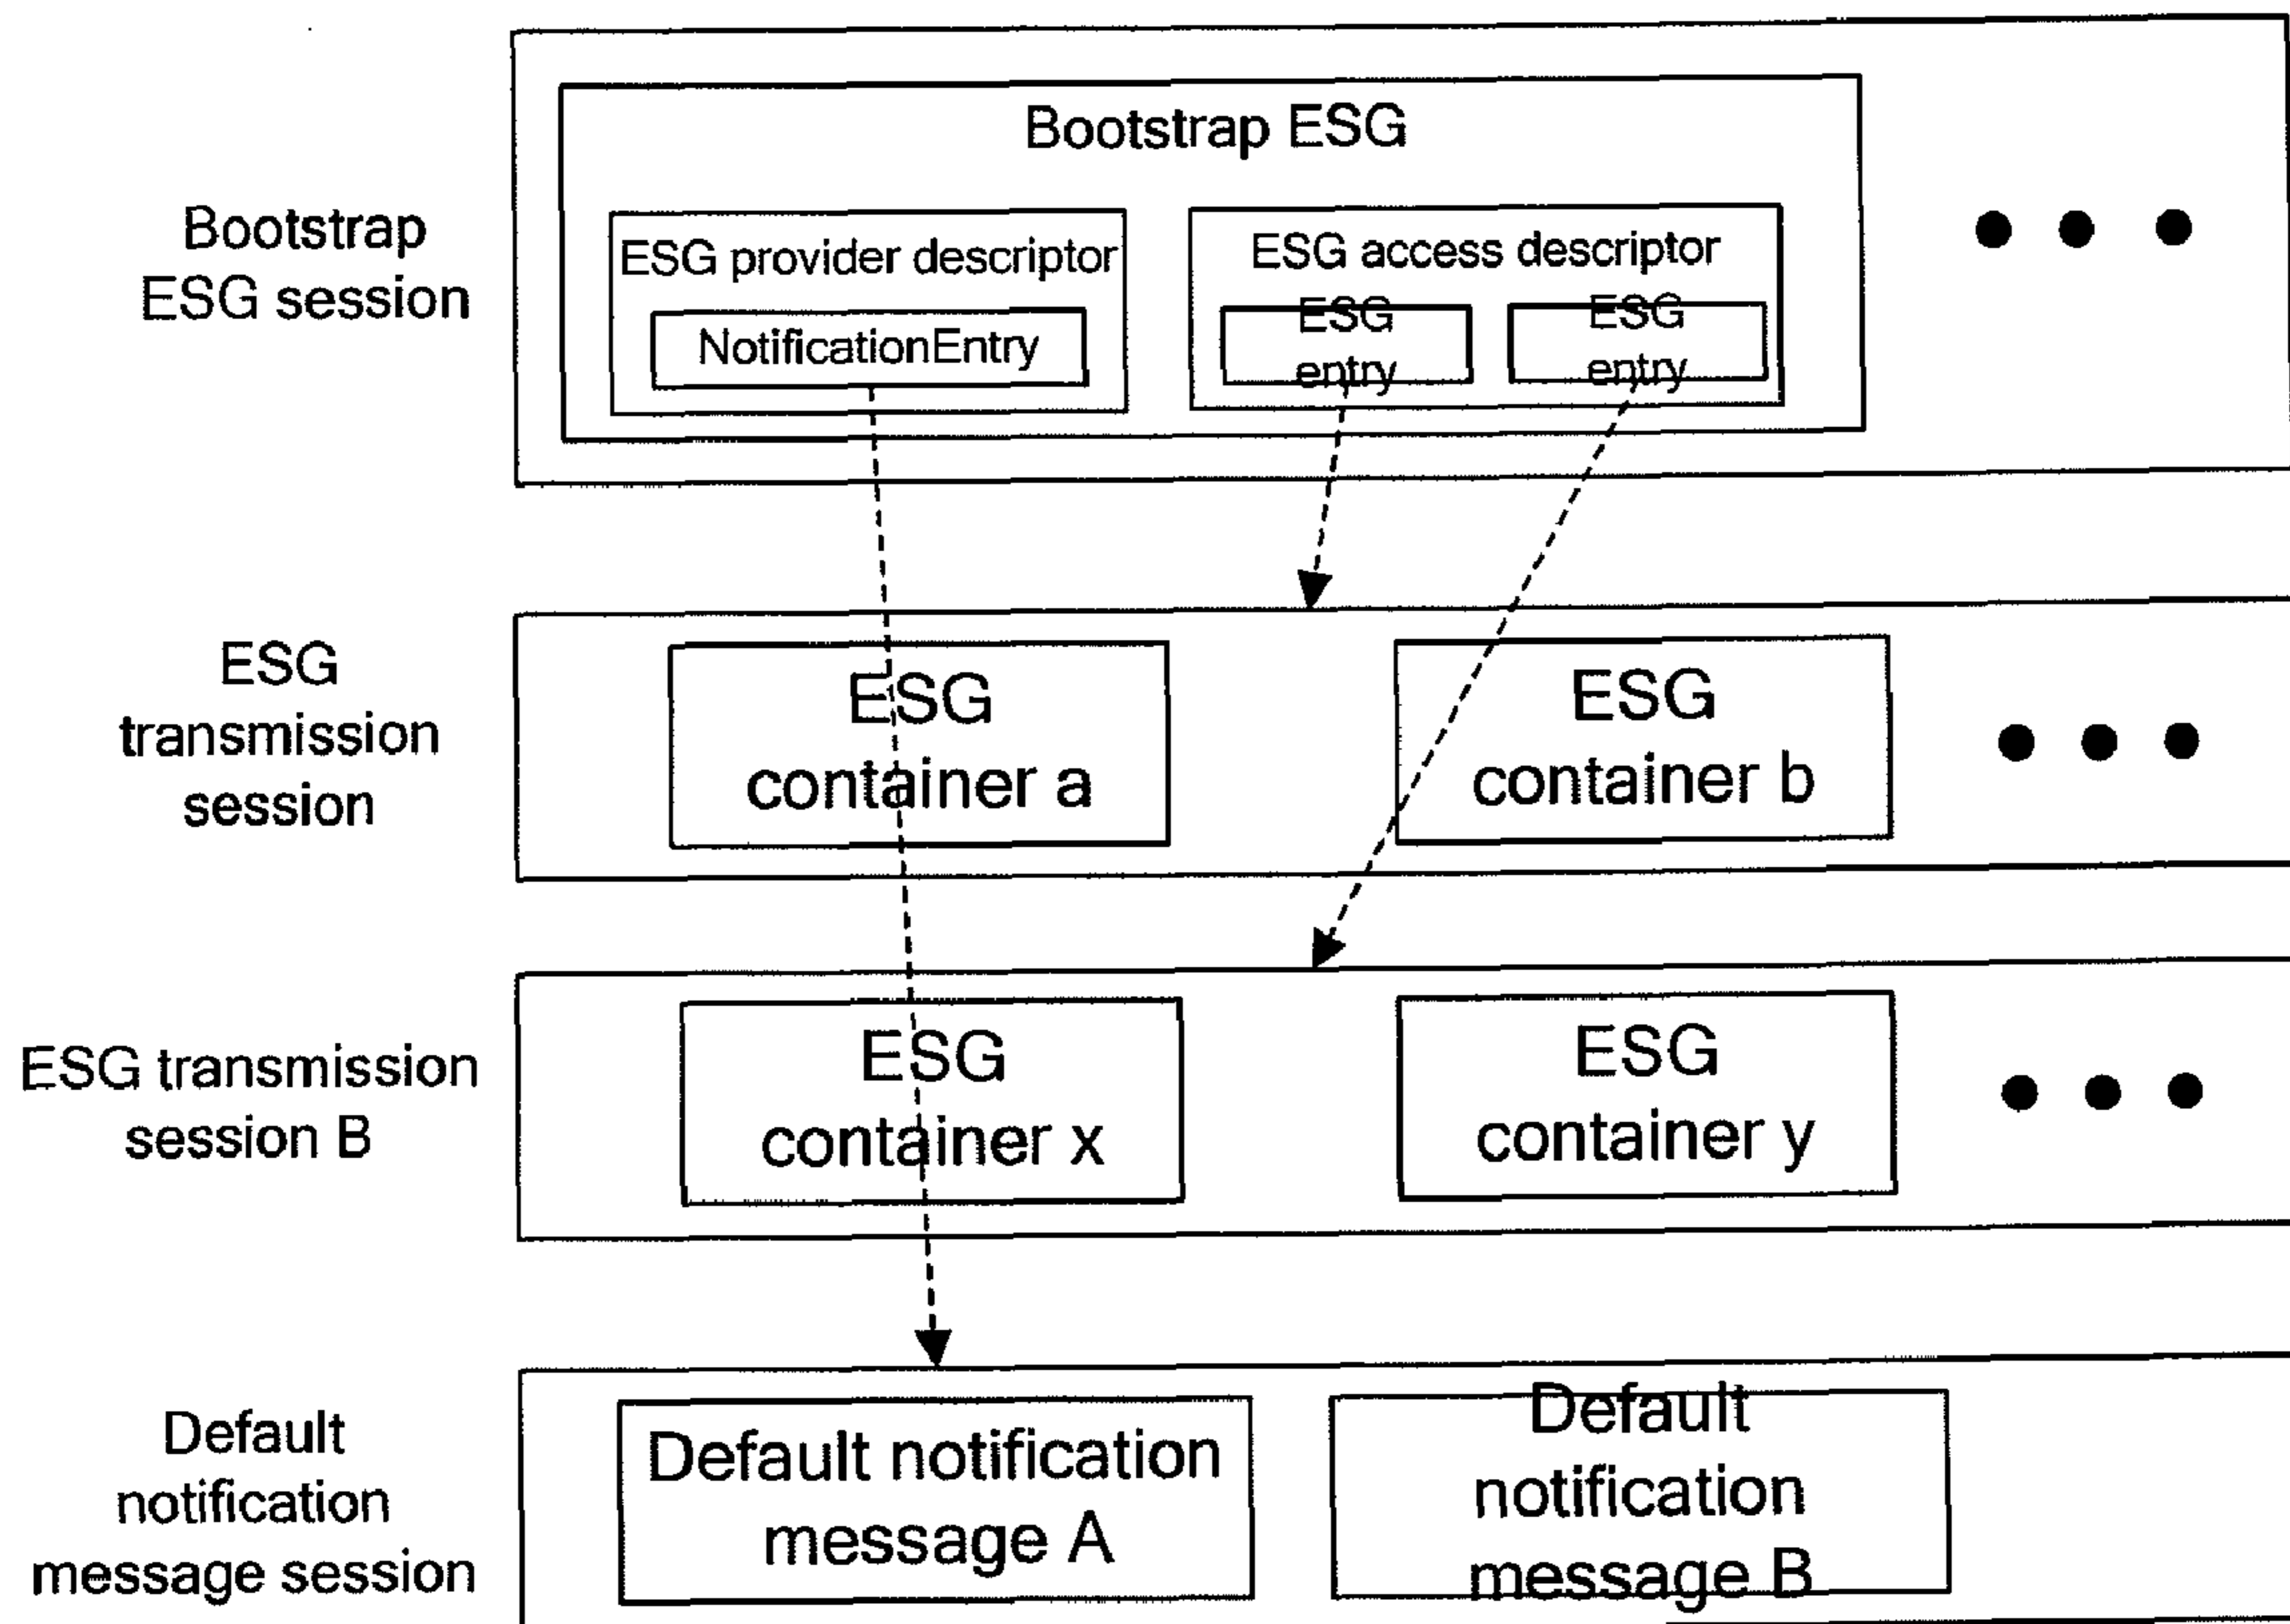 Bootstrap
ESG session
Bootstrap ESG
ESG provider descriptor
NotificationEntry
ESG access descriptor
ESG
entry
ESG
entry
ESG
transmission
session
ESG
container a
ESG
container b
ESG transmission
session B
ESG
container x
ESG
container y
Default
notification
message session
Default notification
message A
Default
notification
message B